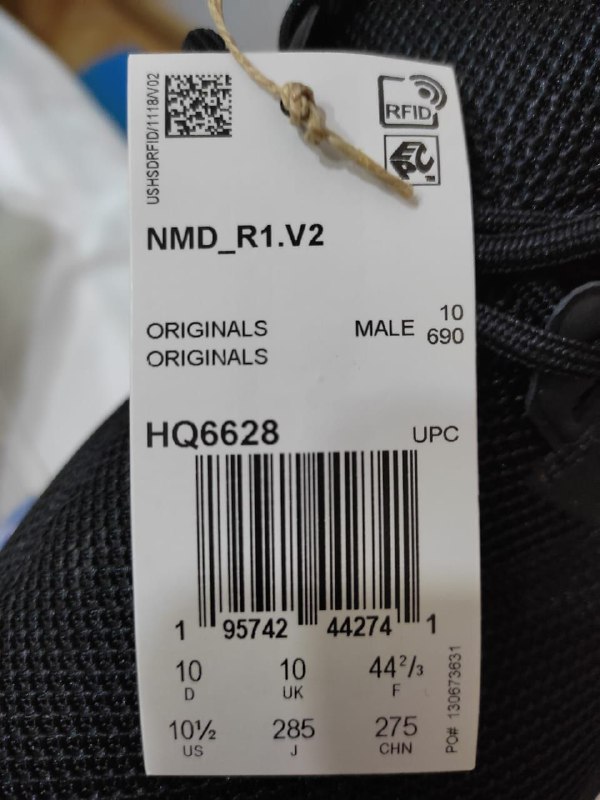 USHSDRFID/1118/V02
RFID
EPC™
NMD_R1.V2
ORIGINALS MALE 10
ORIGINALS 690
HQ6628 UPC
1 95742 44274 1
10 10 44²/₃
D UK F
10½ 285 275
US J CHN
PO# 130673631